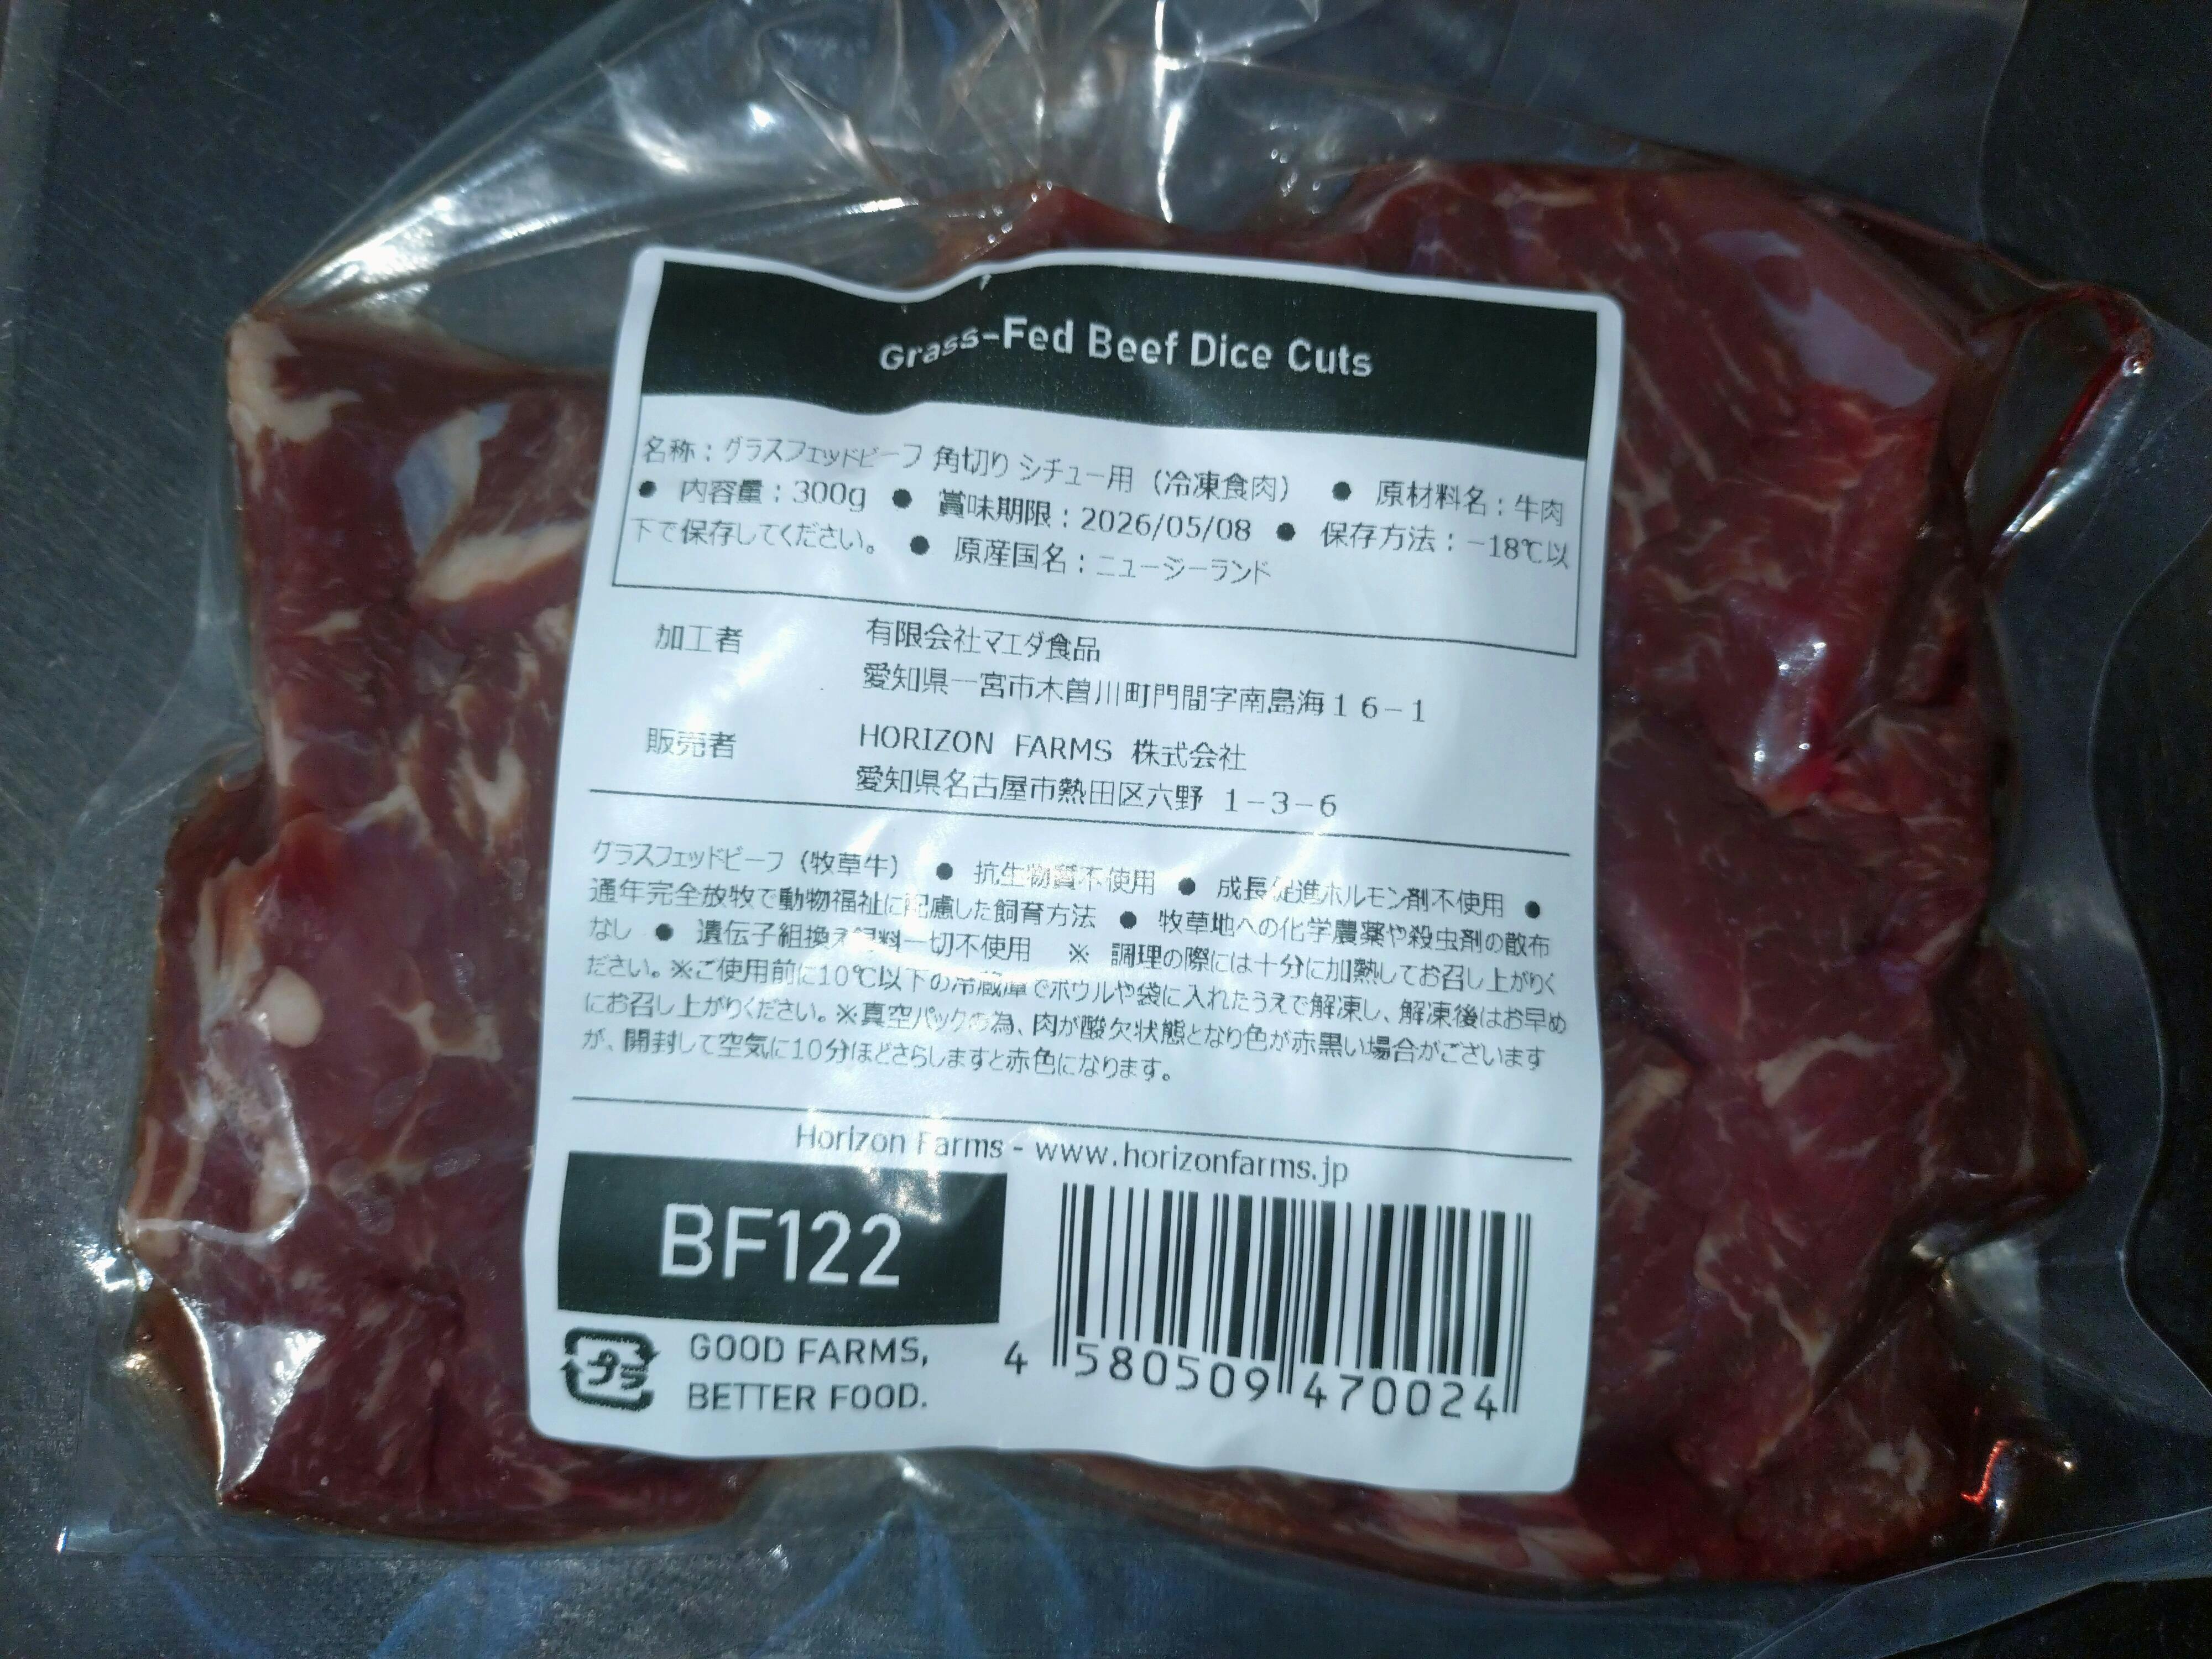 Grass-Fed Beef Dice Cuts
名称：グラスフェッドビーフ 角切り シチュー用（冷凍食肉） ● 原材料名：牛肉
● 内容量：300g ● 賞味期限：2026/05/08 ● 保存方法：-18℃以
下で保存してください。 ● 原産国名：ニュージーランド
加工者 有限会社マエダ食品
愛知県一宮市木曽川町門間字南島海16-1
販売者 HORIZON FARMS 株式会社
愛知県名古屋市熱田区六野 1-3-6
グラスフェッドビーフ（牧草牛） ● 抗生物質不使用 ● 成長促進ホルモン剤不使用 ●
通年完全放牧で動物福祉に配慮した飼育方法 ● 牧草地への化学農薬や殺虫剤の散布
なし ● 遺伝子組換え飼料一切不使用 ※ 調理の際には十分に加熱してお召し上がりく
ださい。※ご使用前に10℃以下の冷蔵庫でボウルや袋に入れたうえで解凍し、解凍後はお早め
にお召し上がりください。※真空パックの為、肉が酸欠状態となり色が赤黒い場合がございます
が、開封して空気に10分ほどさらしますと赤色になります。
Horizon Farms - www.horizonfarms.jp
BF122
プラ
GOOD FARMS,
BETTER FOOD.
4 580509 470024